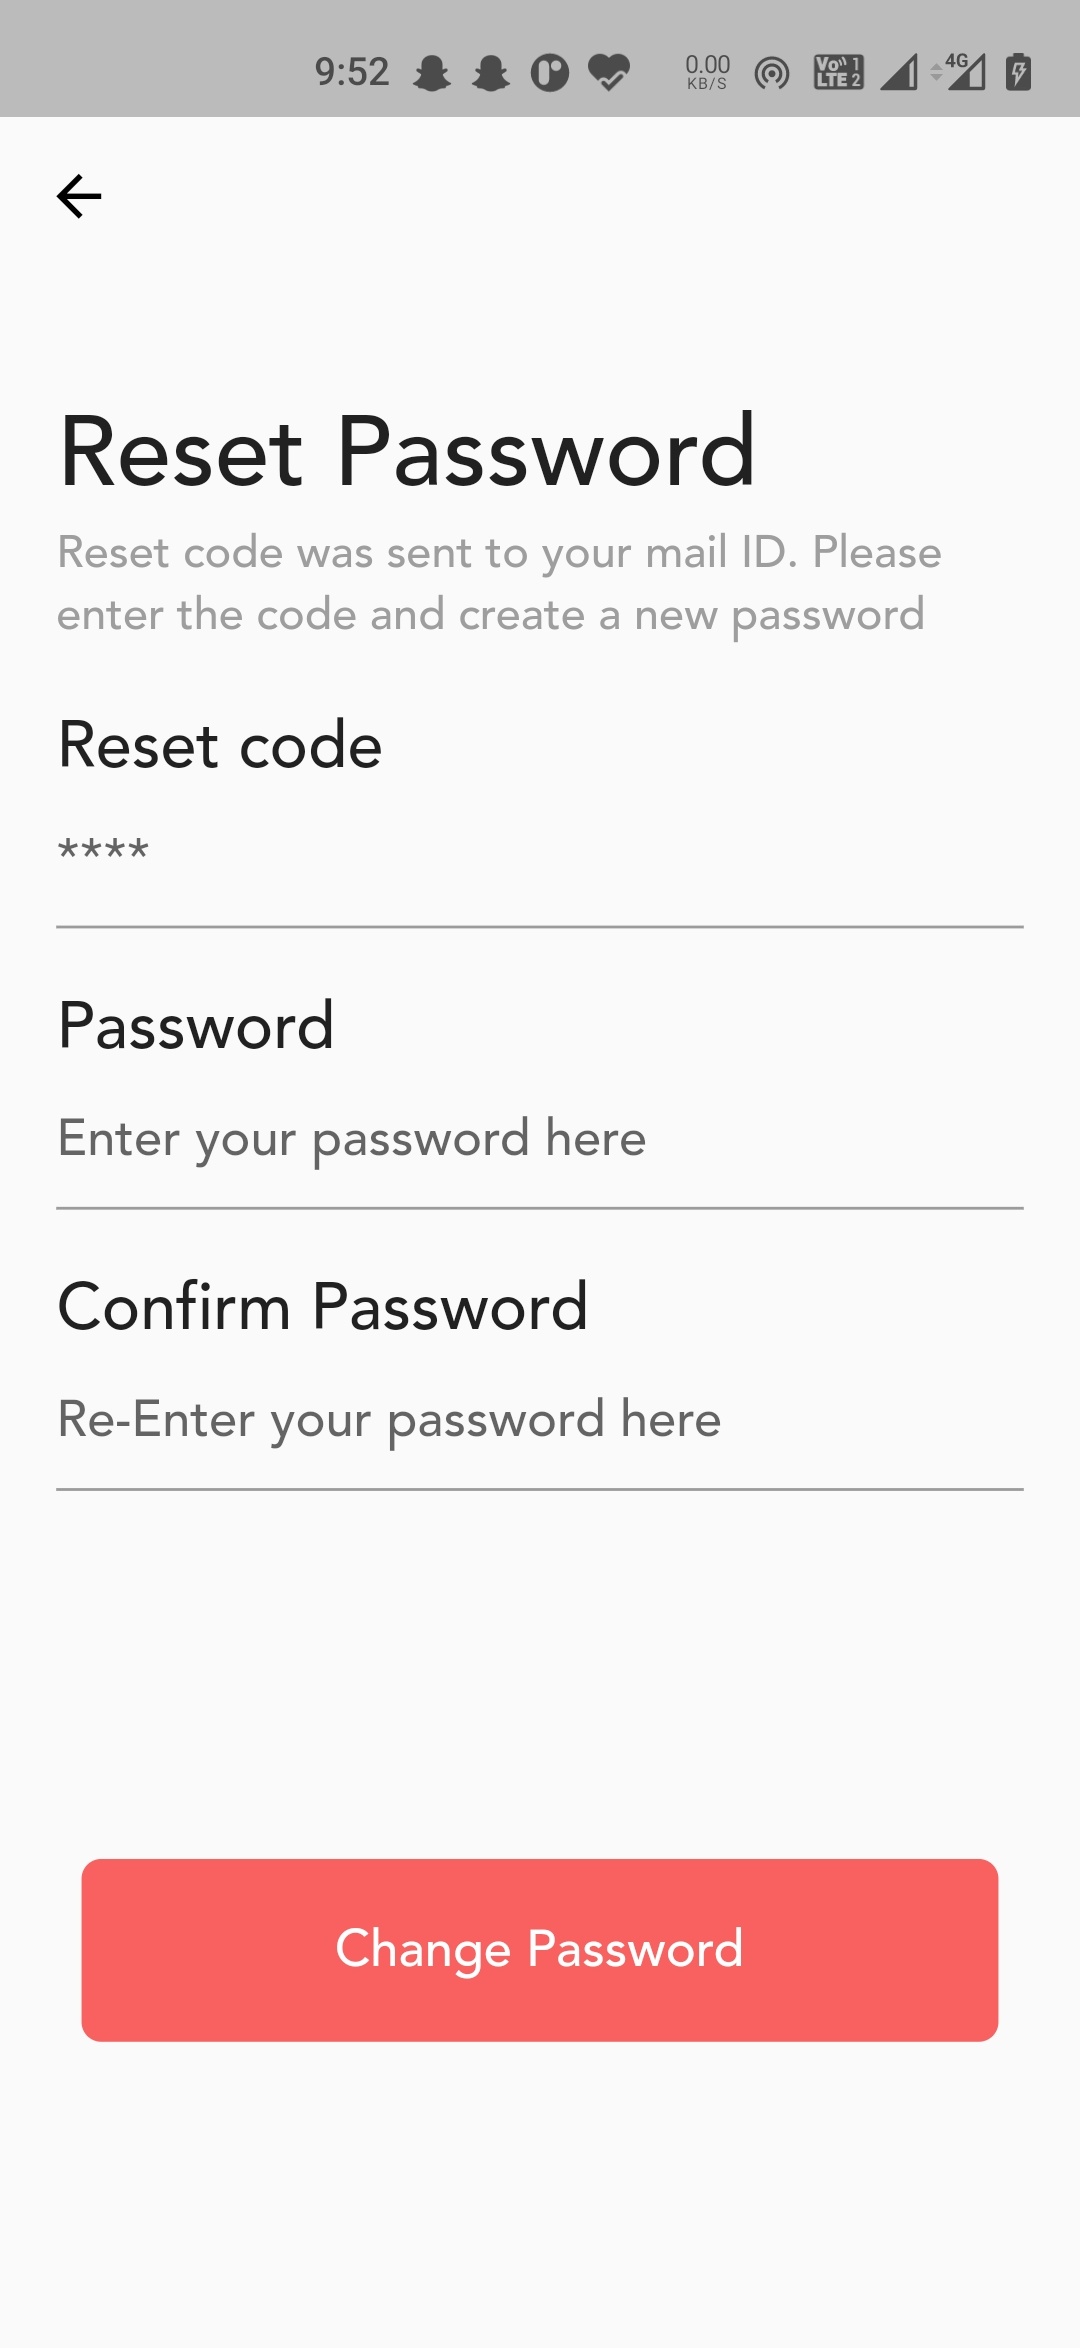 9:52 0.00 KB/S Vo)) 1 LTE 2 4G
Reset Password
Reset code was sent to your mail ID. Please
enter the code and create a new password
Reset code
****
Password
Enter your password here
Confirm Password
Re-Enter your password here
Change Password